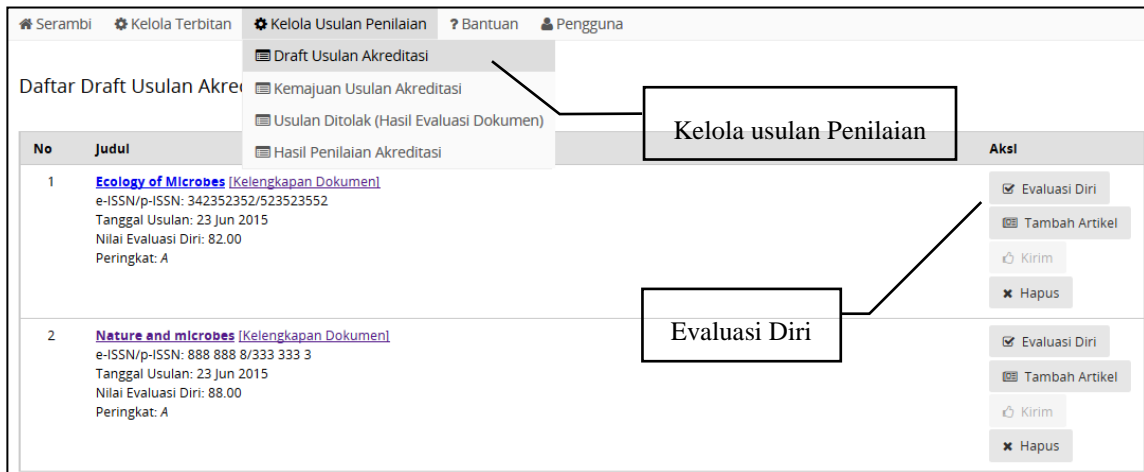 Serambi Kelola Terbitan Kelola Usulan Penilaian ? Bantuan Pengguna
Draft Usulan Akreditasi
Kemajuan Usulan Akreditasi
Usulan Ditolak (Hasil Evaluasi Dokumen)
Hasil Penilaian Akreditasi
Daftar Draft Usulan Akre
Kelola usulan Penilaian
No Judul Aksi
1 Ecology of Microbes [Kelengkapan Dokumen]
e-ISSN/p-ISSN: 342352352/523523552
Tanggal Usulan: 23 Jun 2015
Nilai Evaluasi Diri: 82.00
Peringkat: A
Evaluasi Diri
Tambah Artikel
Kirim
Hapus
Evaluasi Diri
2 Nature and microbes [Kelengkapan Dokumen]
e-ISSN/p-ISSN: 888 888 8/333 333 3
Tanggal Usulan: 23 Jun 2015
Nilai Evaluasi Diri: 88.00
Peringkat: A
Evaluasi Diri
Tambah Artikel
Kirim
Hapus